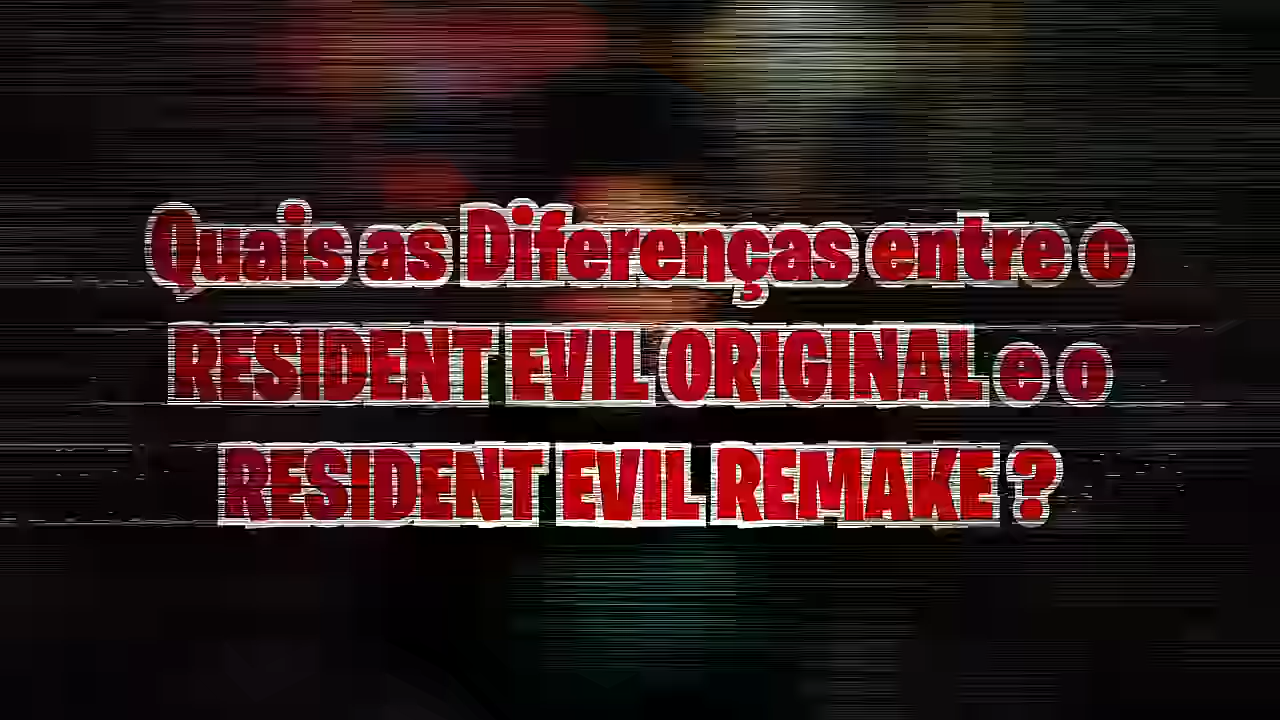 Quais as Diferenças entre o
RESIDENT EVIL ORIGINAL e o
RESIDENT EVIL REMAKE ?